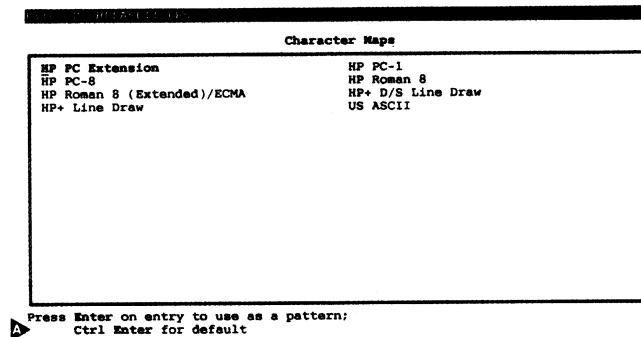 Character Maps
HP PC Extension HP PC-1
HP PC-8 HP Roman 8
HP Roman 8 (Extended)/ECMA HP+ D/S Line Draw
HP+ Line Draw US ASCII
Press Enter on entry to use as a pattern;
A Ctrl Enter for default